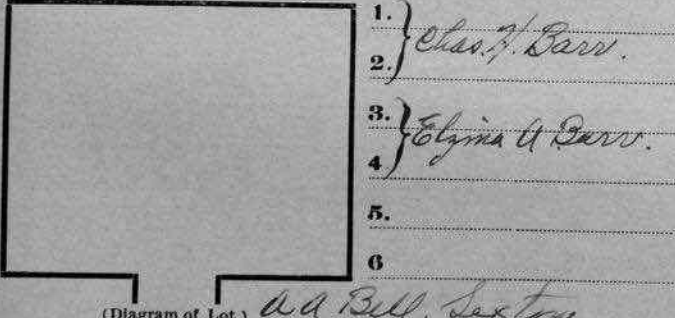 1.
Chas. H. Barr.
2.
3.
Elzina A Barr.
4
5.
6
(Diagram of Lot.) A A Bell, Sexton